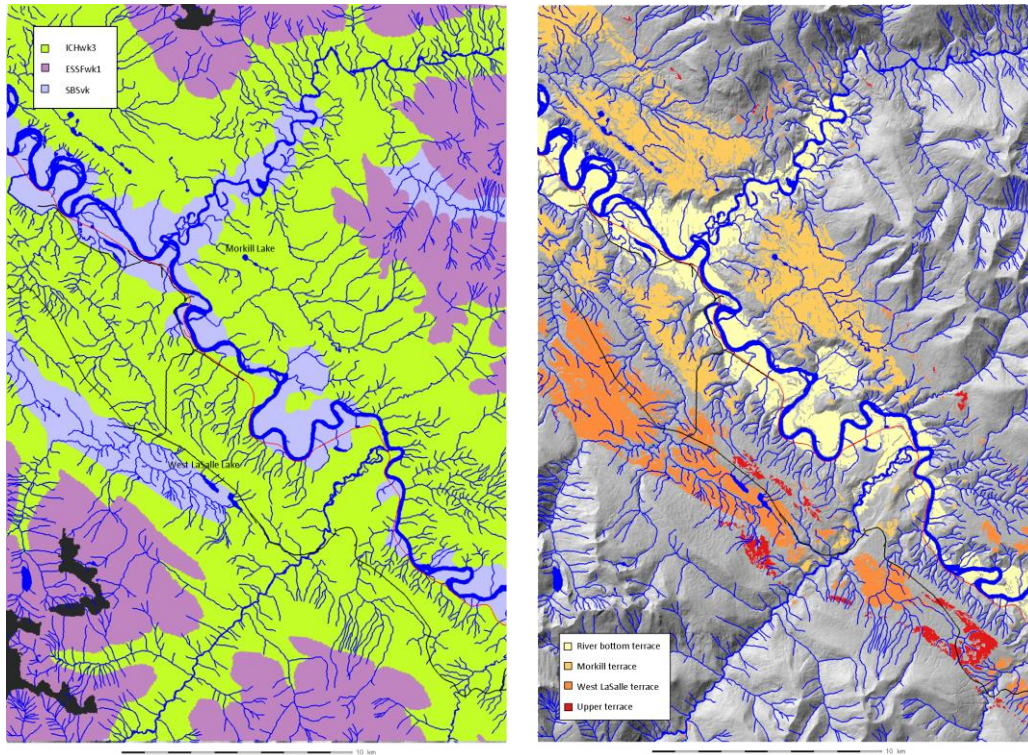 ICHwk3
ESSFwk1
SBSvk
Morkill Lake
West LaSalle Lake
10 km
River bottom terrace
Morkill terrace
West LaSalle terrace
Upper terrace
10 km